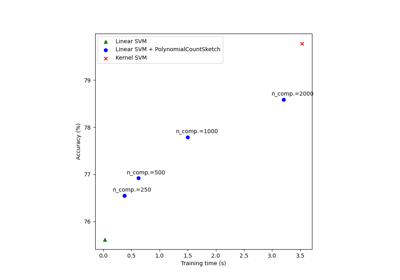 Linear SVM
Linear SVM + PolynomialCountSketch
Kernel SVM
n_comp.=2000
n_comp.=1000
n_comp.=500
n_comp.=250
79
78
77
76
Accuracy (%)
0.0 0.5 1.0 1.5 2.0 2.5 3.0 3.5
Training time (s)